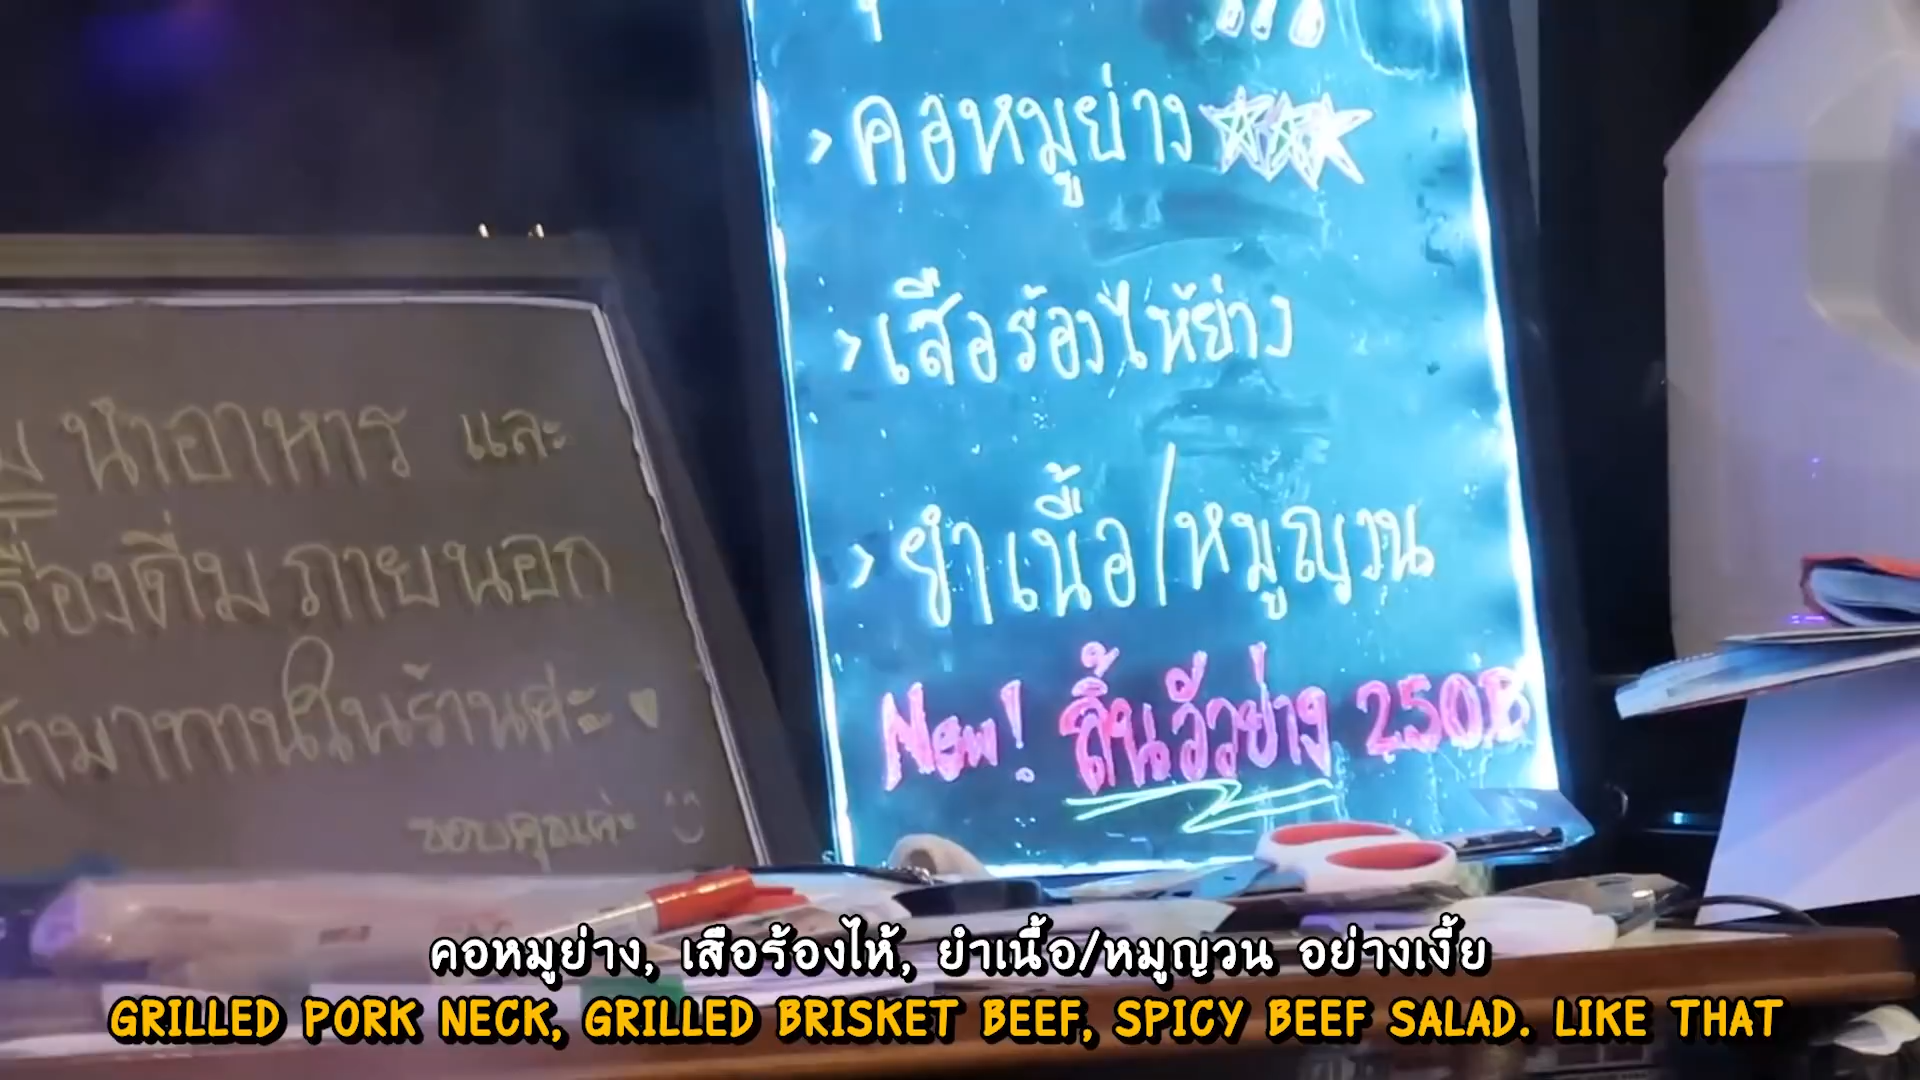 นำอาหาร และ
เครื่องดื่มภายนอก
เข้ามาทานในร้านค่ะ
ขอบคุณค่ะ
> คอหมูย่าง
> เสือร้องไห้ย่าง
> ยำเนื้อ/หมูญวน
New! ลิ้นวัวย่าง 250฿
คอหมูย่าง, เสือร้องไห้, ยำเนื้อ/หมูญวน อย่างเงี้ย
GRILLED PORK NECK, GRILLED BRISKET BEEF, SPICY BEEF SALAD. LIKE THAT